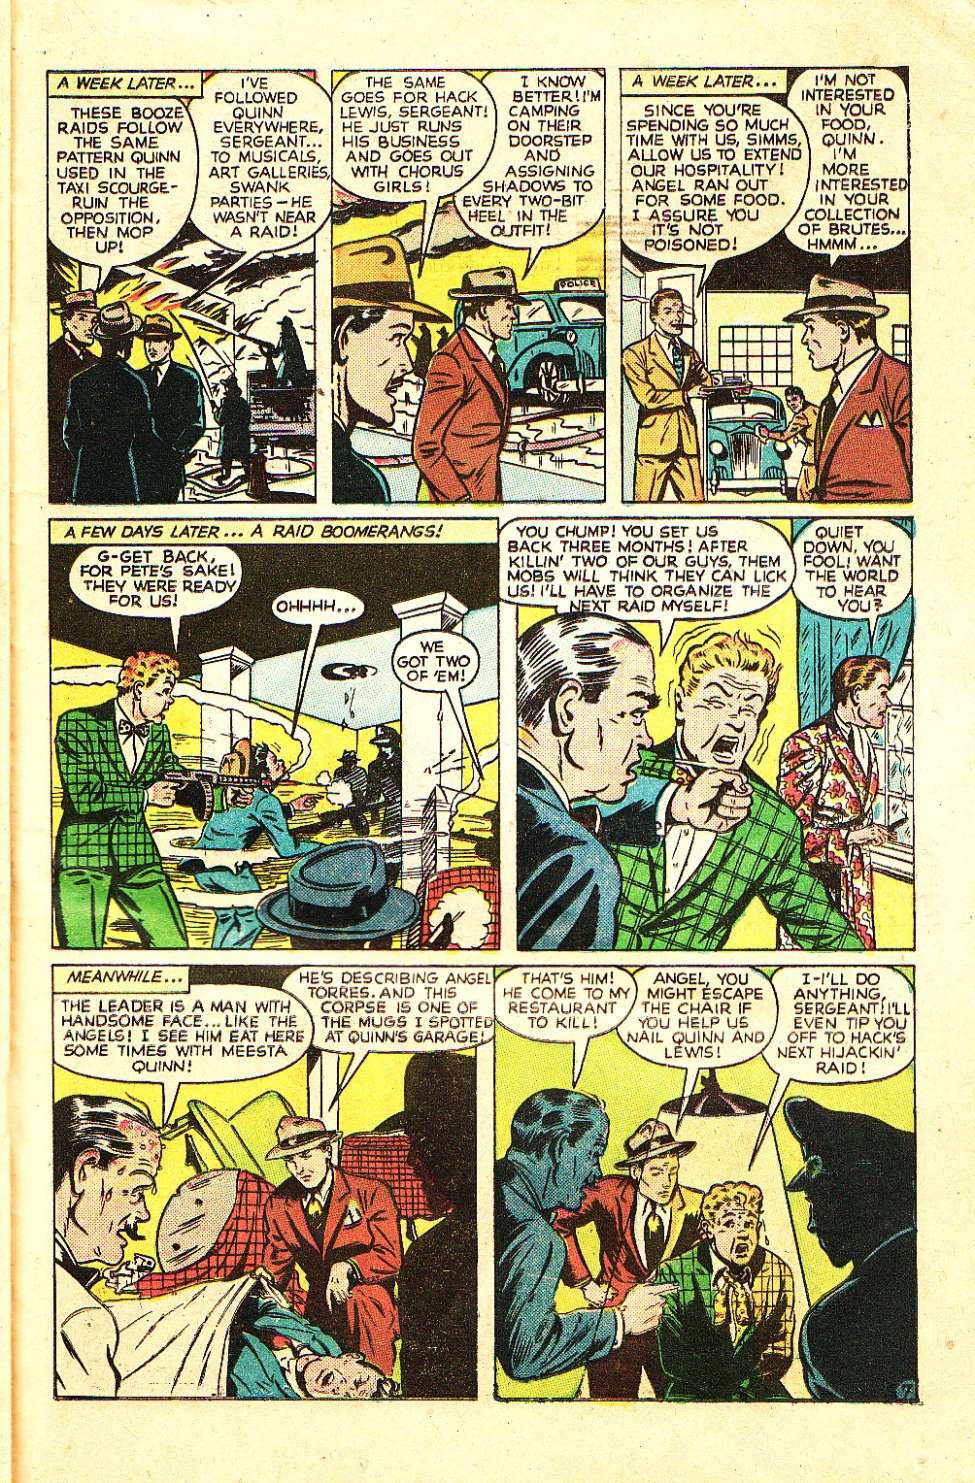 A WEEK LATER...
THESE BOOZE
RAIDS FOLLOW
THE SAME
PATTERN QUINN
USED IN THE
TAXI SCOURGE-
RUIN THE
OPPOSITION,
THEN MOP
UP!
I'VE
FOLLOWED
QUINN
EVERYWHERE,
SERGEANT...
TO MUSICALS,
ART GALLERIES,
SWANK
PARTIES-HE
WASN'T NEAR
A RAID!
THE SAME
GOES FOR HACK
LEWIS, SERGEANT!
HE JUST RUNS
HIS BUSINESS
AND GOES OUT
WITH CHORUS
GIRLS!
I KNOW
BETTER! I'M
CAMPING
ON THEIR
DOORSTEP
AND
ASSIGNING
SHADOWS TO
EVERY TWO-BIT
HEEL IN THE
OUTFIT!
POLICE
A WEEK LATER...
SINCE YOU'RE
SPENDING SO MUCH
TIME WITH US, SIMMS,
ALLOW US TO EXTEND
OUR HOSPITALITY!
ANGEL RAN OUT
FOR SOME FOOD.
I ASSURE YOU
IT'S NOT
POISONED!
I'M NOT
INTERESTED
IN YOUR
FOOD,
QUINN.
I'M
MORE
INTERESTED
IN YOUR
COLLECTION
OF BRUTES...
HMMM...
A FEW DAYS LATER... A RAID BOOMERANGS!
G-GET BACK,
FOR PETE'S SAKE!
THEY WERE READY
FOR US!
OHHHH...
WE
GOT TWO
OF 'EM!
YOU CHUMP! YOU SET US
BACK THREE MONTHS! AFTER
KILLIN' TWO OF OUR GUYS, THEM
MOBS WILL THINK THEY CAN LICK
US! I'LL HAVE TO ORGANIZE THE
NEXT RAID MYSELF!
QUIET
DOWN, YOU
FOOL! WANT
THE WORLD
TO HEAR
YOU?
MEANWHILE...
THE LEADER IS A MAN WITH
HANDSOME FACE... LIKE THE
ANGELS! I SEE HIM EAT HERE
SOME TIMES WITH MEESTA
QUINN!
HE'S DESCRIBING ANGEL
TORRES. AND THIS
CORPSE IS ONE OF
THE MUGS I SPOTTED
AT QUINN'S GARAGE!
THAT'S HIM!
HE COME TO MY
RESTAURANT
TO KILL!
ANGEL, YOU
MIGHT ESCAPE
THE CHAIR IF
YOU HELP US
NAIL QUINN AND
LEWIS!
I-I'LL DO
ANYTHING,
SERGEANT! I'LL
EVEN TIP YOU
OFF TO HACK'S
NEXT HIJACKIN'
RAID!
7